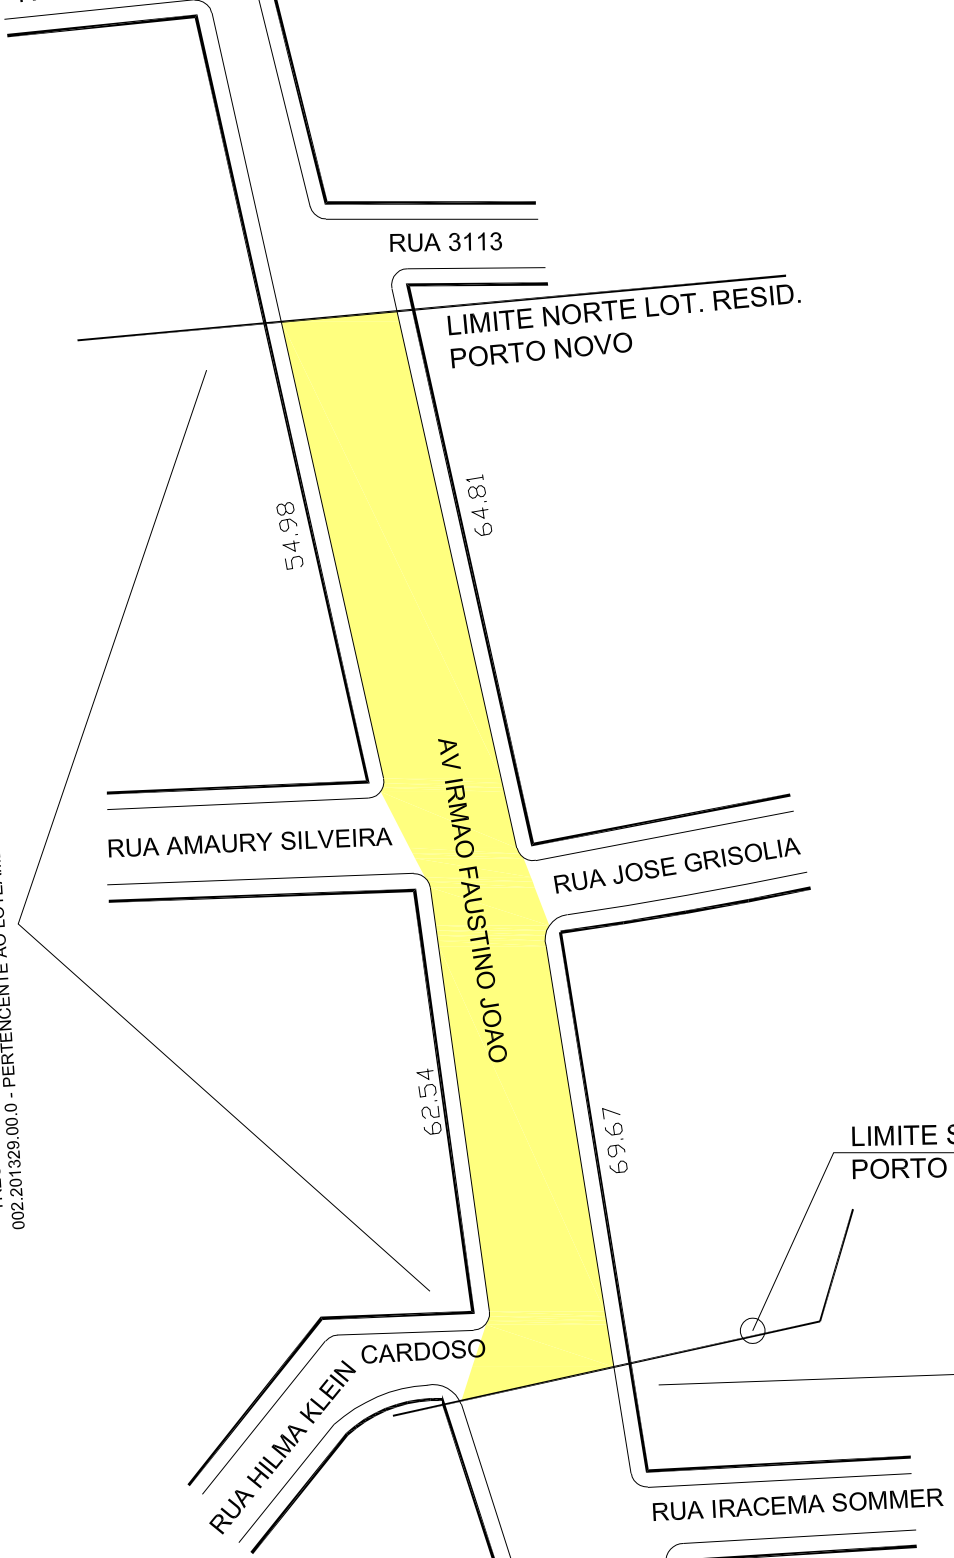 RUA 3113
LIMITE NORTE LOT. RESID.
PORTO NOVO
64.81
54.98
AV IRMAO FAUSTINO JOAO
RUA AMAURY SILVEIRA
RUA JOSE GRISOLIA
62.54
69.67
002.201329.00.0 - PERTENCENTE AO
LIMITE
PORTO
RUA HILMA KLEIN CARDOSO
RUA IRACEMA SOMMER